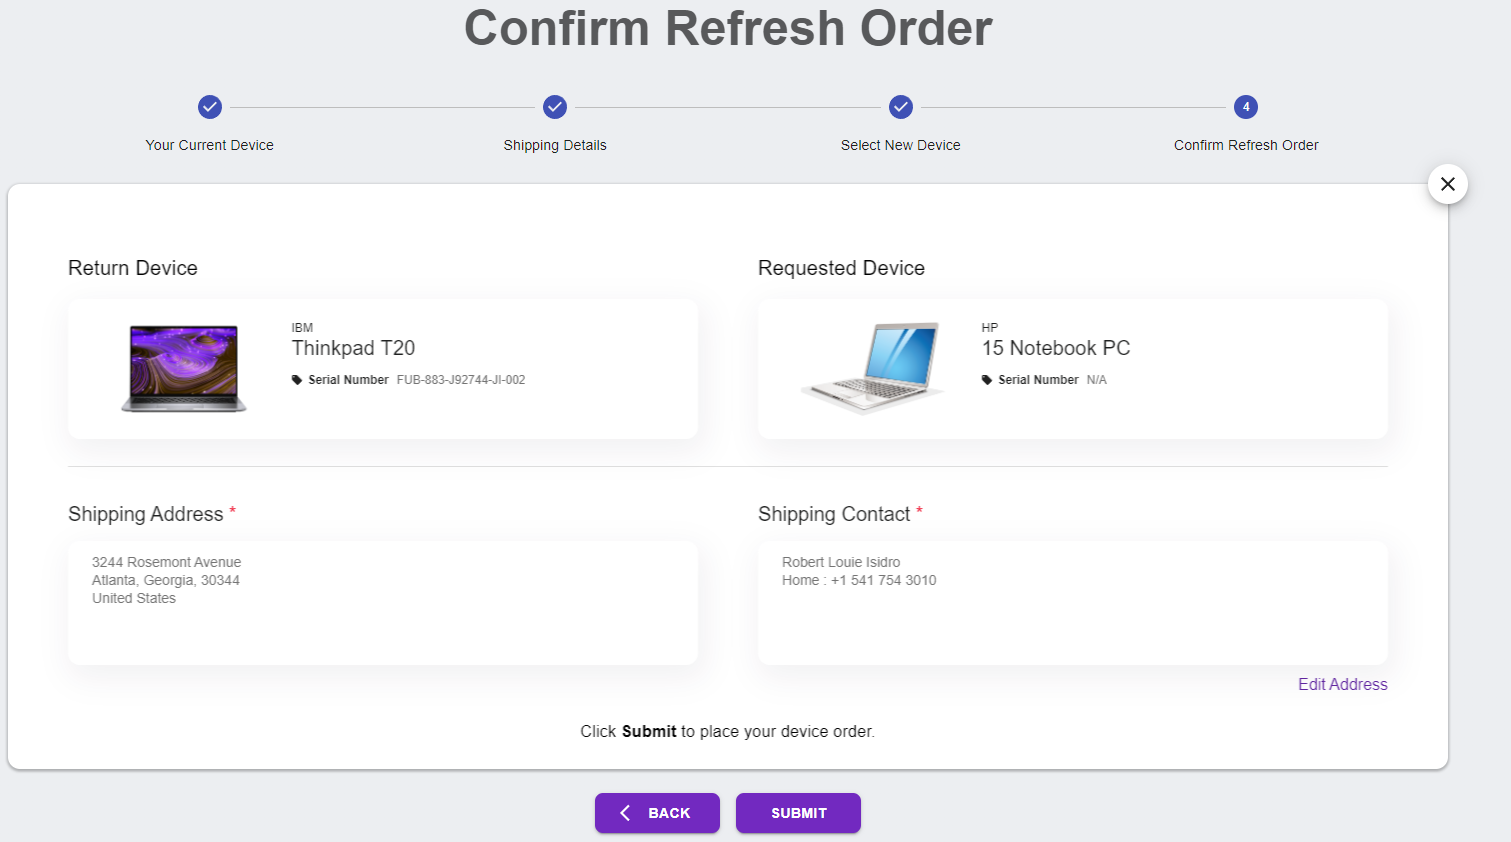 Confirm Refresh Order
Your Current Device
Shipping Details
Select New Device
4
Confirm Refresh Order
Return Device
IBM
Thinkpad T20
Serial Number FUB-883-J92744-JI-002
Requested Device
HP
15 Notebook PC
Serial Number N/A
Shipping Address *
3244 Rosemont Avenue
Atlanta, Georgia, 30344
United States
Shipping Contact *
Robert Louie Isidro
Home : +1 541 754 3010
Edit Address
Click Submit to place your device order.
BACK
SUBMIT